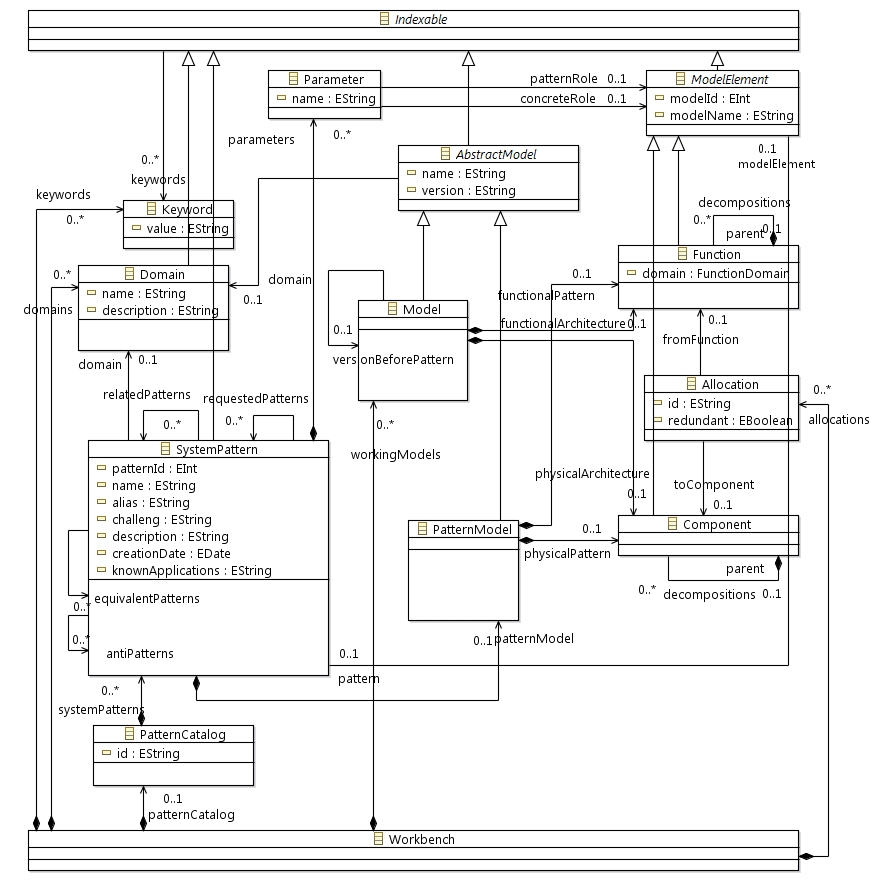 Indexable
Parameter
name : EString
patternRole 0..1
concreteRole 0..1
ModelElement
modelId : EInt
modelName : EString
parameters
0..*
0..*
keywords
AbstractModel
name : EString
version : EString
0..1
modelElement
keywords
0..*
Keyword
value : EString
decompositions
0..*
parent
0..1
Function
domain : FunctionDomain
0..*
Domain
name : EString
description : EString
domains
domain
0..1
0..1
functionalPattern
Model
functionalArchitecture
0..1
0..1
versionBeforePattern
0..1
fromFunction
domain
0..1
Allocation
id : EString
redundant : EBoolean
0..*
allocations
relatedPatterns
0..*
requestedPatterns
0..*
0..*
workingModels
SystemPattern
patternId : EInt
name : EString
alias : EString
challeng : EString
description : EString
creationDate : EDate
knownApplications : EString
equivalentPatterns
0..*
0..*
antiPatterns
physicalArchitecture
0..1
toComponent
0..1
PatternModel
0..1
physicalPattern
Component
parent
0..*
decompositions
0..1
0..1
patternModel
0..1
pattern
0..*
systemPatterns
PatternCatalog
id : EString
0..1
patternCatalog
Workbench